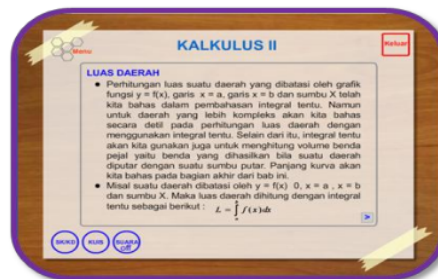 Menu
KALKULUS II
Keluar
LUAS DAERAH
• Perhitungan luas suatu daerah yang dibatasi oleh grafik
fungsi y = f(x), garis x = a, garis x = b dan sumbu X telah
kita bahas dalam pembahasan integral tentu. Namun
untuk daerah yang lebih kompleks akan kita bahas
secara detil pada perhitungan luas daerah dengan
menggunakan integral tentu. Selain dari itu, integral tentu
akan kita gunakan juga untuk menghitung volume benda
pejal yaitu benda yang dihasilkan bila suatu daerah
diputar dengan suatu sumbu putar. Panjang kurva akan
kita bahas pada bagian akhir dari bab ini.
• Misal suatu daerah dibatasi oleh y = f(x) 0, x = a , x = b
dan sumbu X. Maka luas daerah dihitung dengan integral
tentu sebagai berikut : L = ∫ f(x)dx
>
SK/KD
KUIS
SUARA